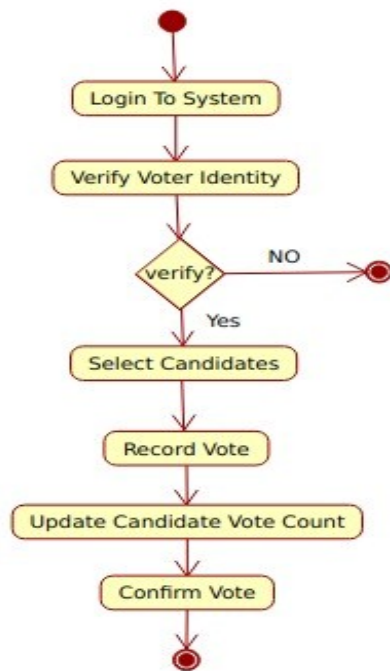 Login To System
Verify Voter Identity
verify?
NO
Yes
Select Candidates
Record Vote
Update Candidate Vote Count
Confirm Vote